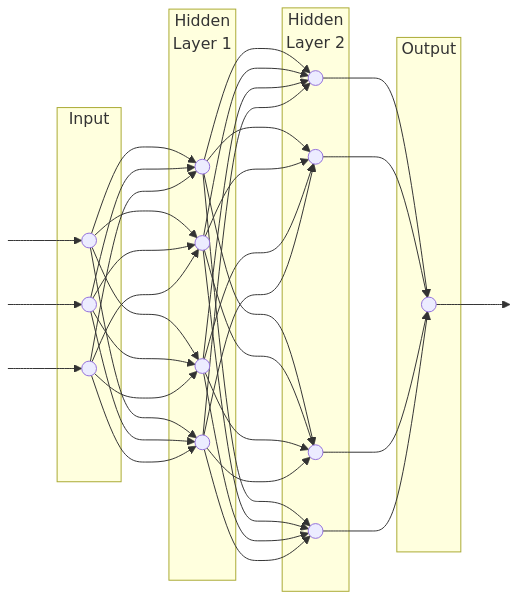 Input
Hidden
Layer 1
Hidden
Layer 2
Output